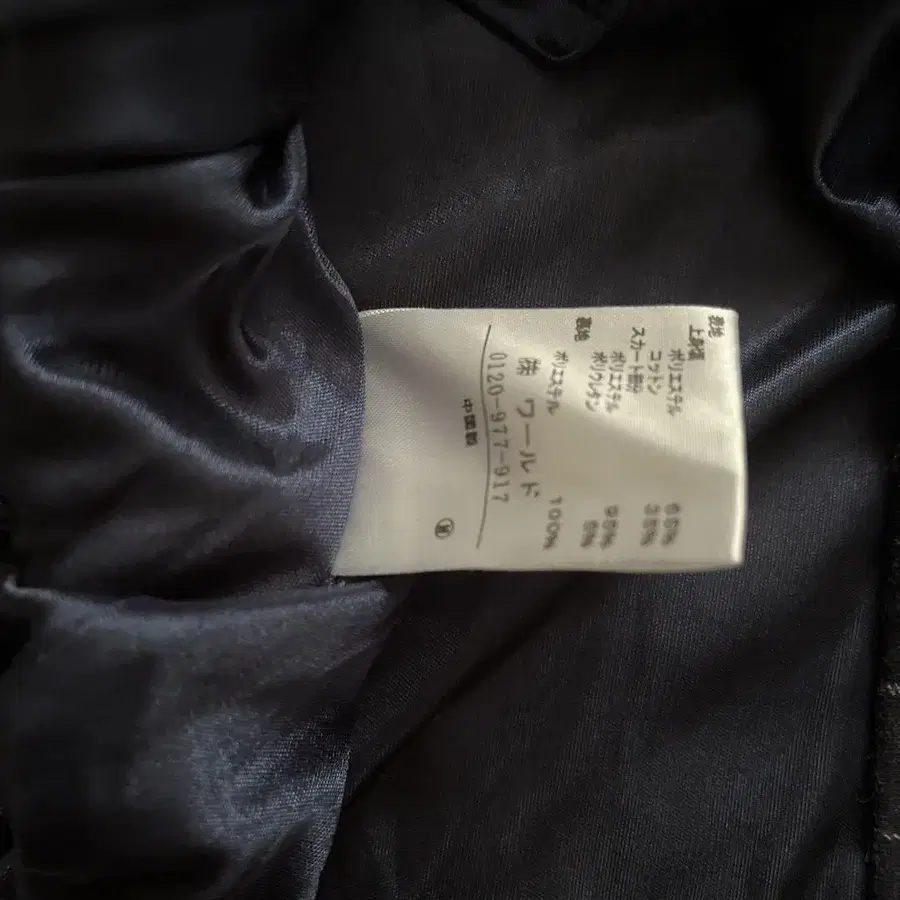 表地
上身頃
ポリエステル 65%
コットン 35%
スカート部分
ポリエステル 95%
ポリウレタン 5%
裏地
ポリエステル 100%
㈱ ワールド
0120-977-917
中国製